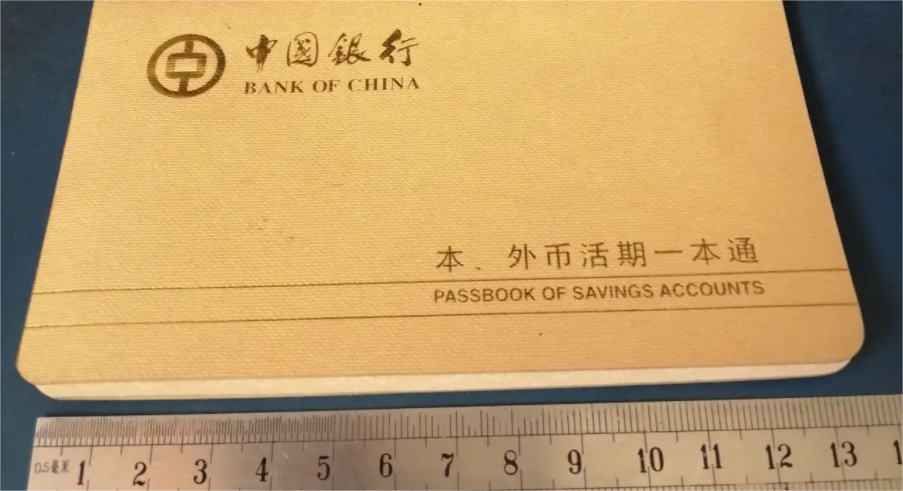 中国銀行
BANK OF CHINA
本、外币活期一本通
PASSBOOK OF SAVINGS ACCOUNTS
0.5毫米 1 2 3 4 5 6 7 8 9 10 11 12 13